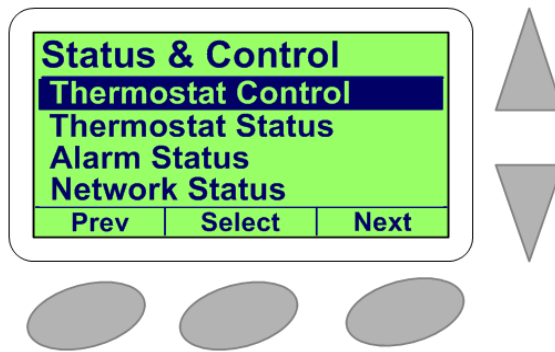 Status & Control
Thermostat Control
Thermostat Status
Alarm Status
Network Status
Prev Select Next